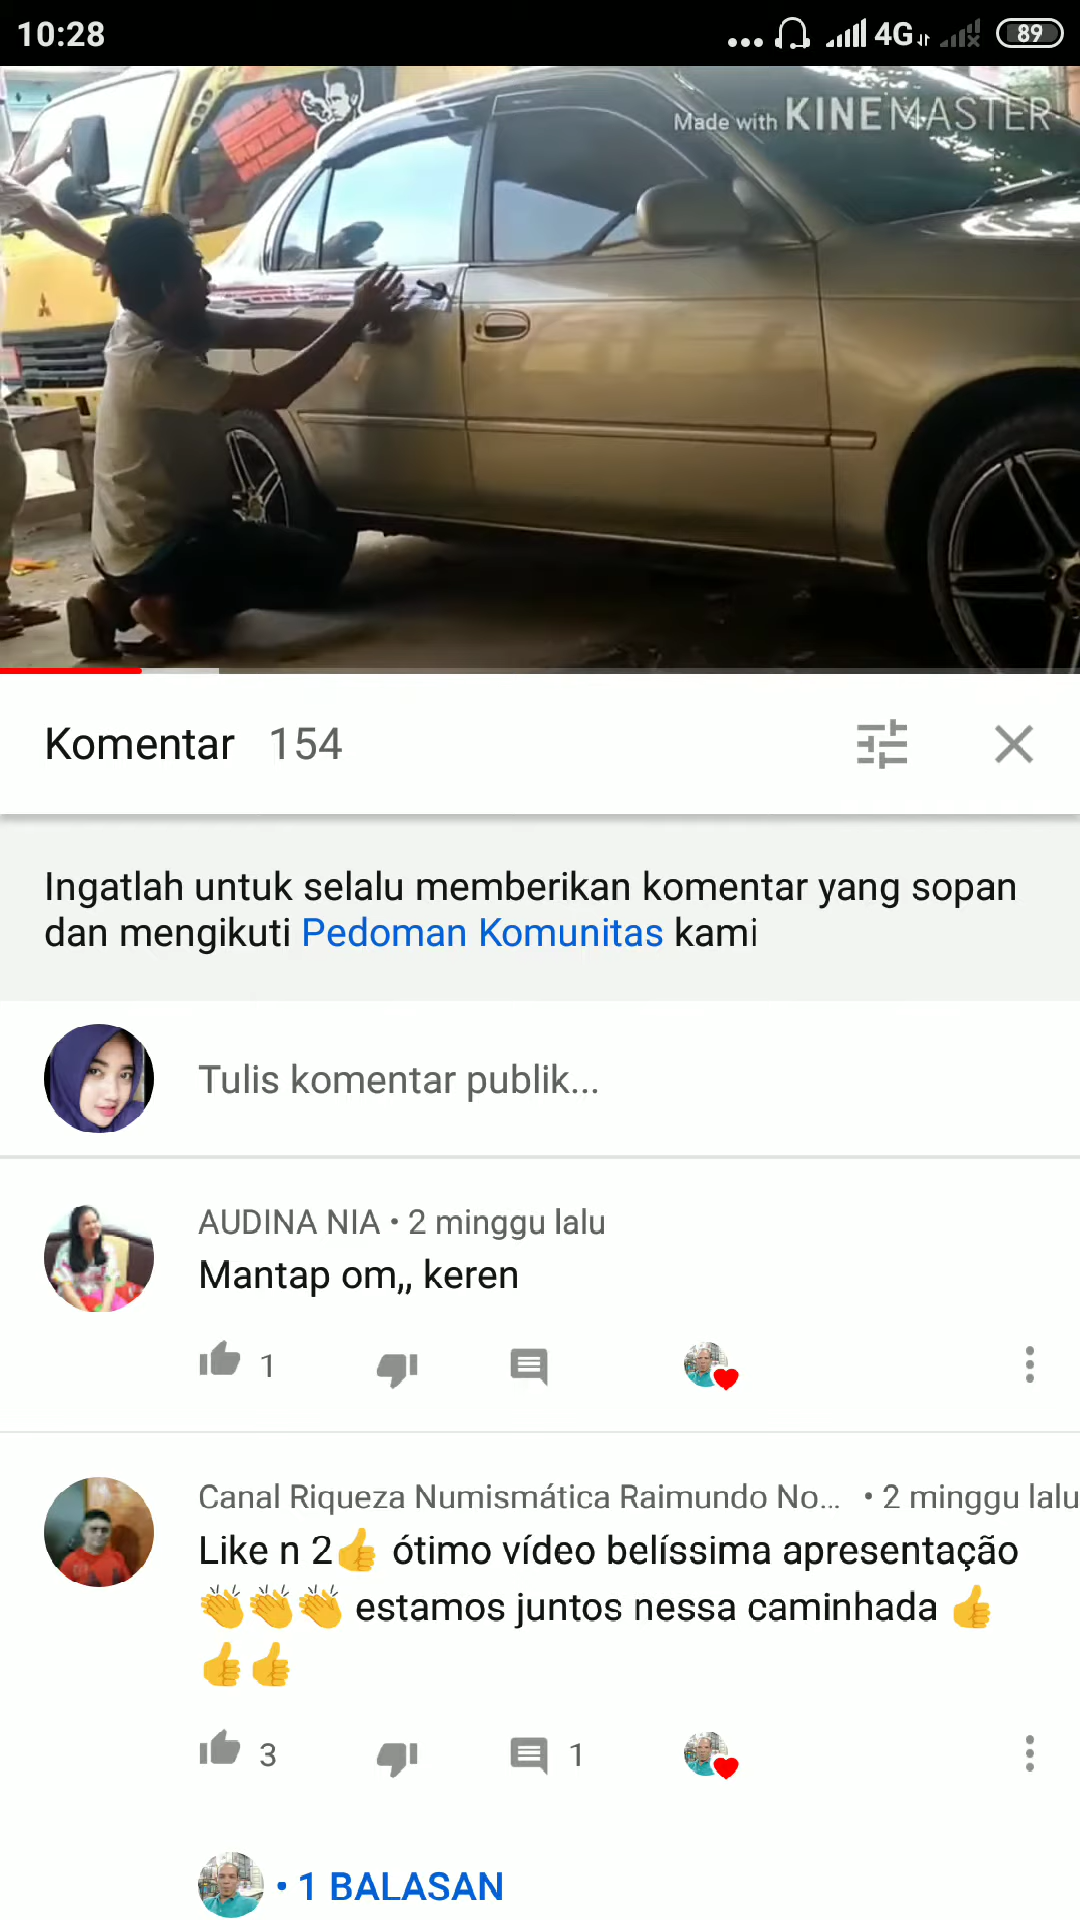 10:28
4G
89
Made with KINEMASTER
Komentar 154
Ingatlah untuk selalu memberikan komentar yang sopan
dan mengikuti Pedoman Komunitas kami
Tulis komentar publik...
AUDINA NIA • 2 minggu lalu
Mantap om,, keren
1
Canal Riqueza Numismática Raimundo No... • 2 minggu lalu
Like n 2👍 ótimo vídeo belíssima apresentação
👏👏👏 estamos juntos nessa caminhada 👍
👍👍
3 1
• 1 BALASAN